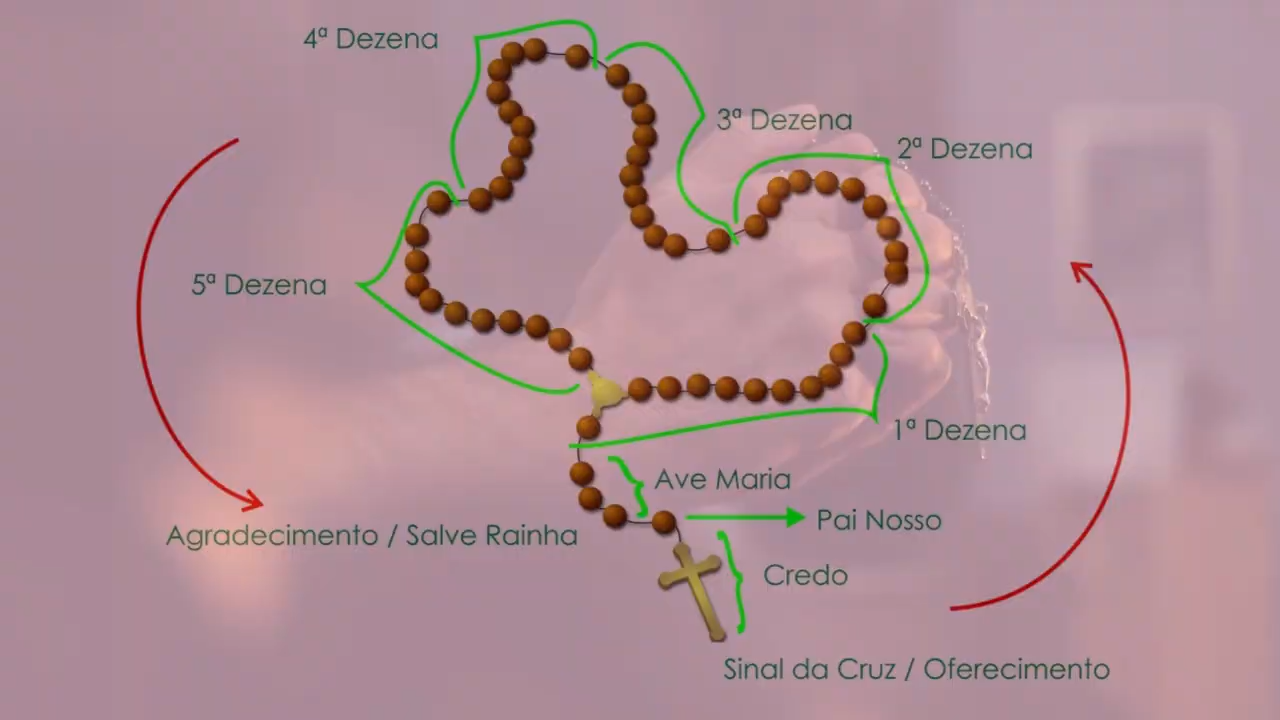 4ª Dezena
3ª Dezena
2ª Dezena
5ª Dezena
1ª Dezena
Ave Maria
Pai Nosso
Agradecimento / Salve Rainha
Credo
Sinal da Cruz / Oferecimento